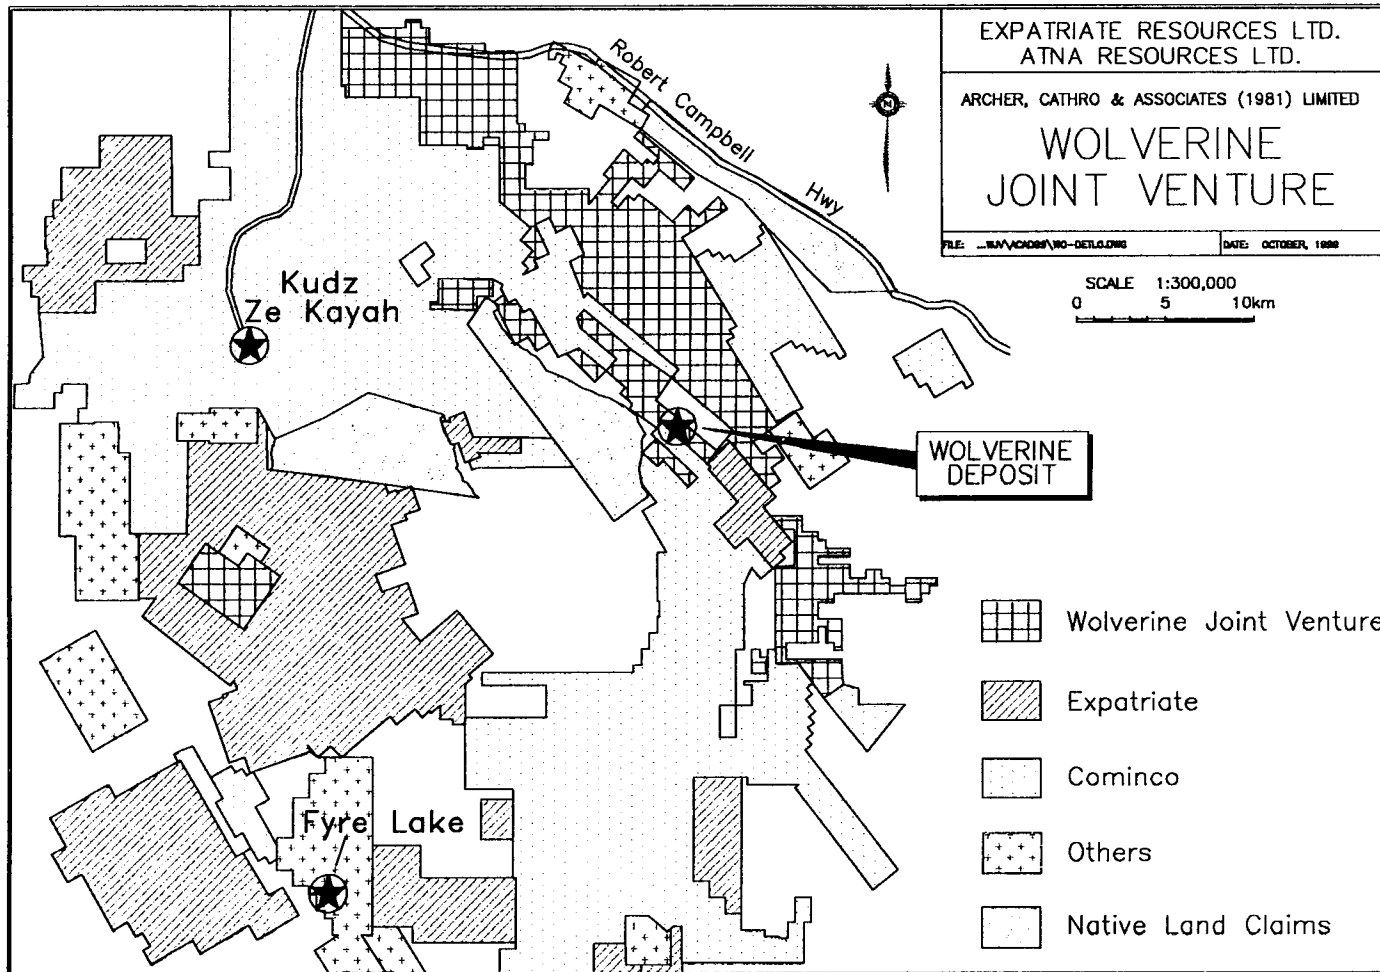 EXPATRIATE RESOURCES LTD.
ATNA RESOURCES LTD.
ARCHER, CATHRO & ASSOCIATES (1981) LIMITED
WOLVERINE
JOINT VENTURE
FILE:
DATE: OCTOBER,
SCALE 1:300,000
0 5 10km
N
Robert Campbell Hwy
Kudz
Ze Kayah
WOLVERINE
DEPOSIT
Fyre Lake
Wolverine Joint Venture
Expatriate
Cominco
Others
Native Land Claims